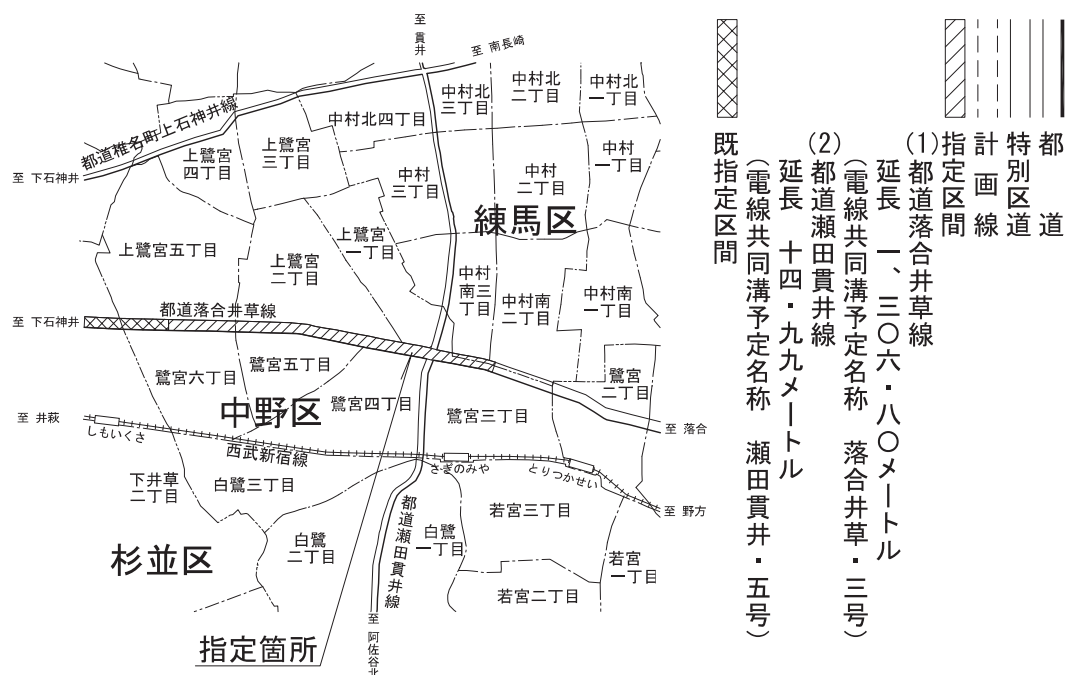 至 貫井
至 南長崎
都道椎名町上石神井線
至 下石神井
中村北
三丁目
中村北
二丁目
中村北
一丁目
中村北四丁目
上鷺宮
四丁目
上鷺宮
三丁目
中村
三丁目
中村
二丁目
中村
一丁目
練馬区
上鷺宮五丁目
上鷺宮
二丁目
上鷺宮
一丁目
中村
南三
丁目
中村南
二丁目
中村南
一丁目
至 下石神井
都道落合井草線
鷺宮六丁目
鷺宮五丁目
鷺宮四丁目
鷺宮三丁目
鷺宮
二丁目
中野区
至 落合
至 井荻
しもいぐさ
西武新宿線
さぎのみや
とりつかせい
至 野方
下井草
二丁目
白鷺三丁目
白鷺
二丁目
都道瀬田貫井線
白鷺
一丁目
若宮三丁目
若宮
一丁目
若宮二丁目
杉並区
指定箇所
至 阿佐谷北
都道
特別区道
計画線
指定区間
(1)都道落合井草線
延長 一、三〇六・八〇メートル
(電線共同溝予定名称 落合井草・三号)
(2)都道瀬田貫井線
延長 十四・九九メートル
(電線共同溝予定名称 瀬田貫井・五号)
既指定区間